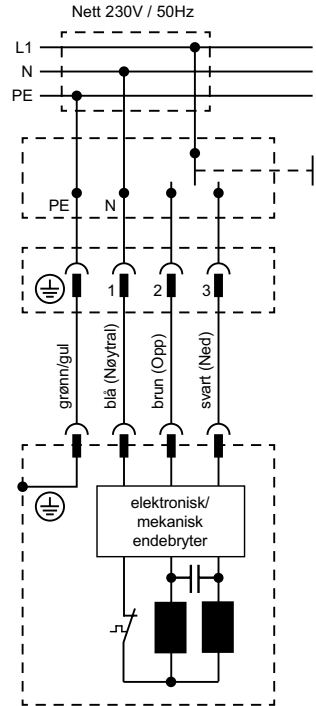 Nett 230V / 50Hz
L1
N
PE
PE
N
1
2
3
grønn/gul
blå (Nøytral)
brun (Opp)
svart (Ned)
elektronisk/
mekanisk
endebryter